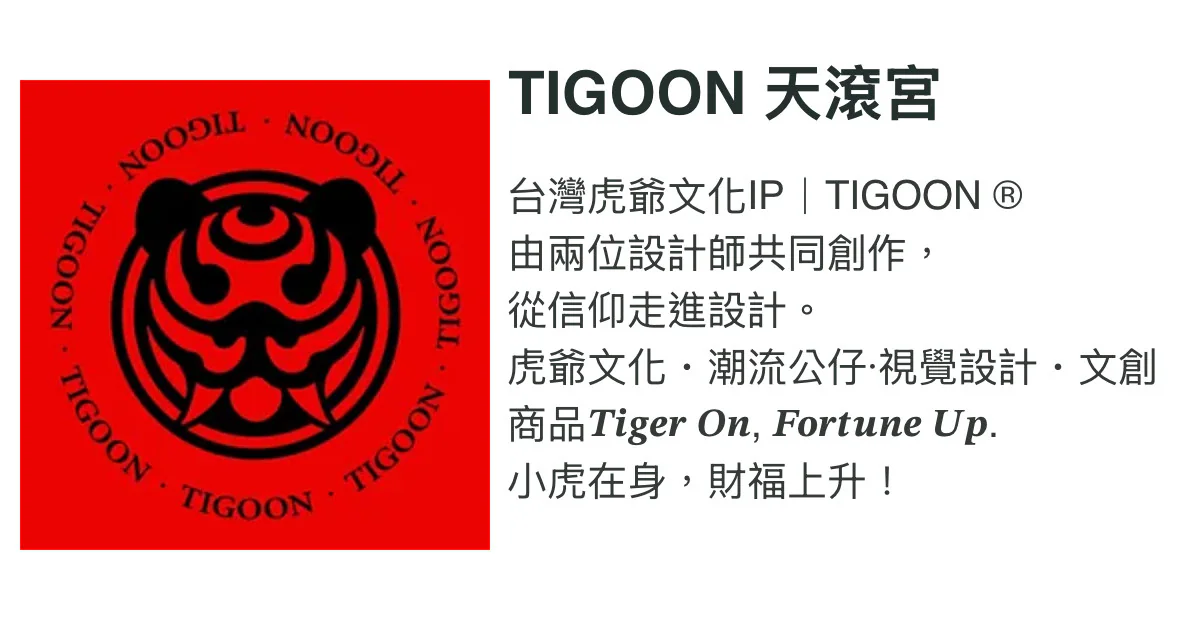 TIGOON · TIGOON · TIGOON · TIGOON · TIGOON · TIGOON · TIGOON · TIGOON ·
TIGOON 天滾宮
台灣虎爺文化IP｜TIGOON ®
由兩位設計師共同創作，
從信仰走進設計。
虎爺文化・潮流公仔·視覺設計・文創
商品Tiger On, Fortune Up.
小虎在身，財福上升！